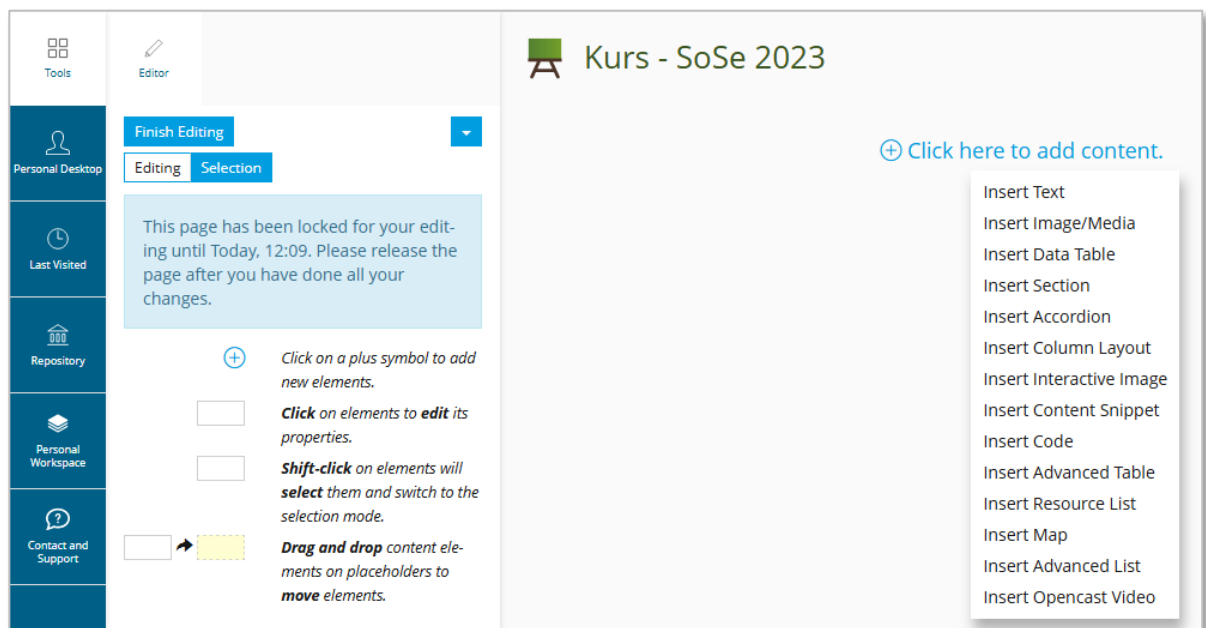 Tools
Editor
Kurs - SoSe 2023
Personal Desktop
Last Visited
Repository
Personal
Workspace
Contact and
Support
Finish Editing
Editing Selection
This page has been locked for your edit-
ing until Today, 12:09. Please release the
page after you have done all your
changes.
Click on a plus symbol to add
new elements.
Click on elements to edit its
properties.
Shift-click on elements will
select them and switch to the
selection mode.
Drag and drop content ele-
ments on placeholders to
move elements.
Click here to add content.
Insert Text
Insert Image/Media
Insert Data Table
Insert Section
Insert Accordion
Insert Column Layout
Insert Interactive Image
Insert Content Snippet
Insert Code
Insert Advanced Table
Insert Resource List
Insert Map
Insert Advanced List
Insert Opencast Video